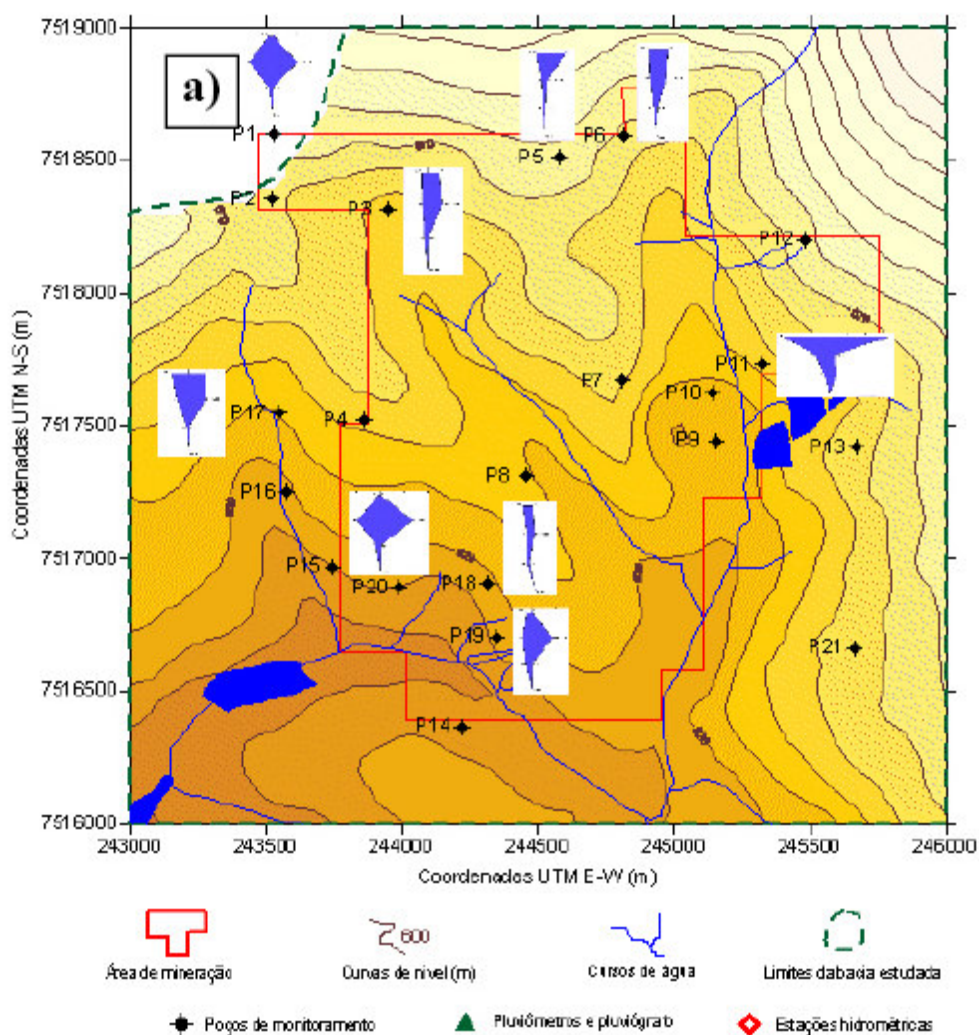 a)
7519000
P1
P5
P6
7518500
P2
P3
P12
7518000
P7
P11
P10
P17
P4
7517500
P9
P13
P8
P16
7517000
P15
P20
P18
P19
P21
7516500
P14
7516000
243000 243500 244000 244500 245000 245500 246000
Coordenadas UTM N-S (m)
Coordenadas UTM E-W (m)
600
Área de mineração
Curvas de nível (m)
Cursos de água
Limites da bacia estudada
Poços de monitoramento
Pluviômetros e pluviógrafo
Estações hidrométricas